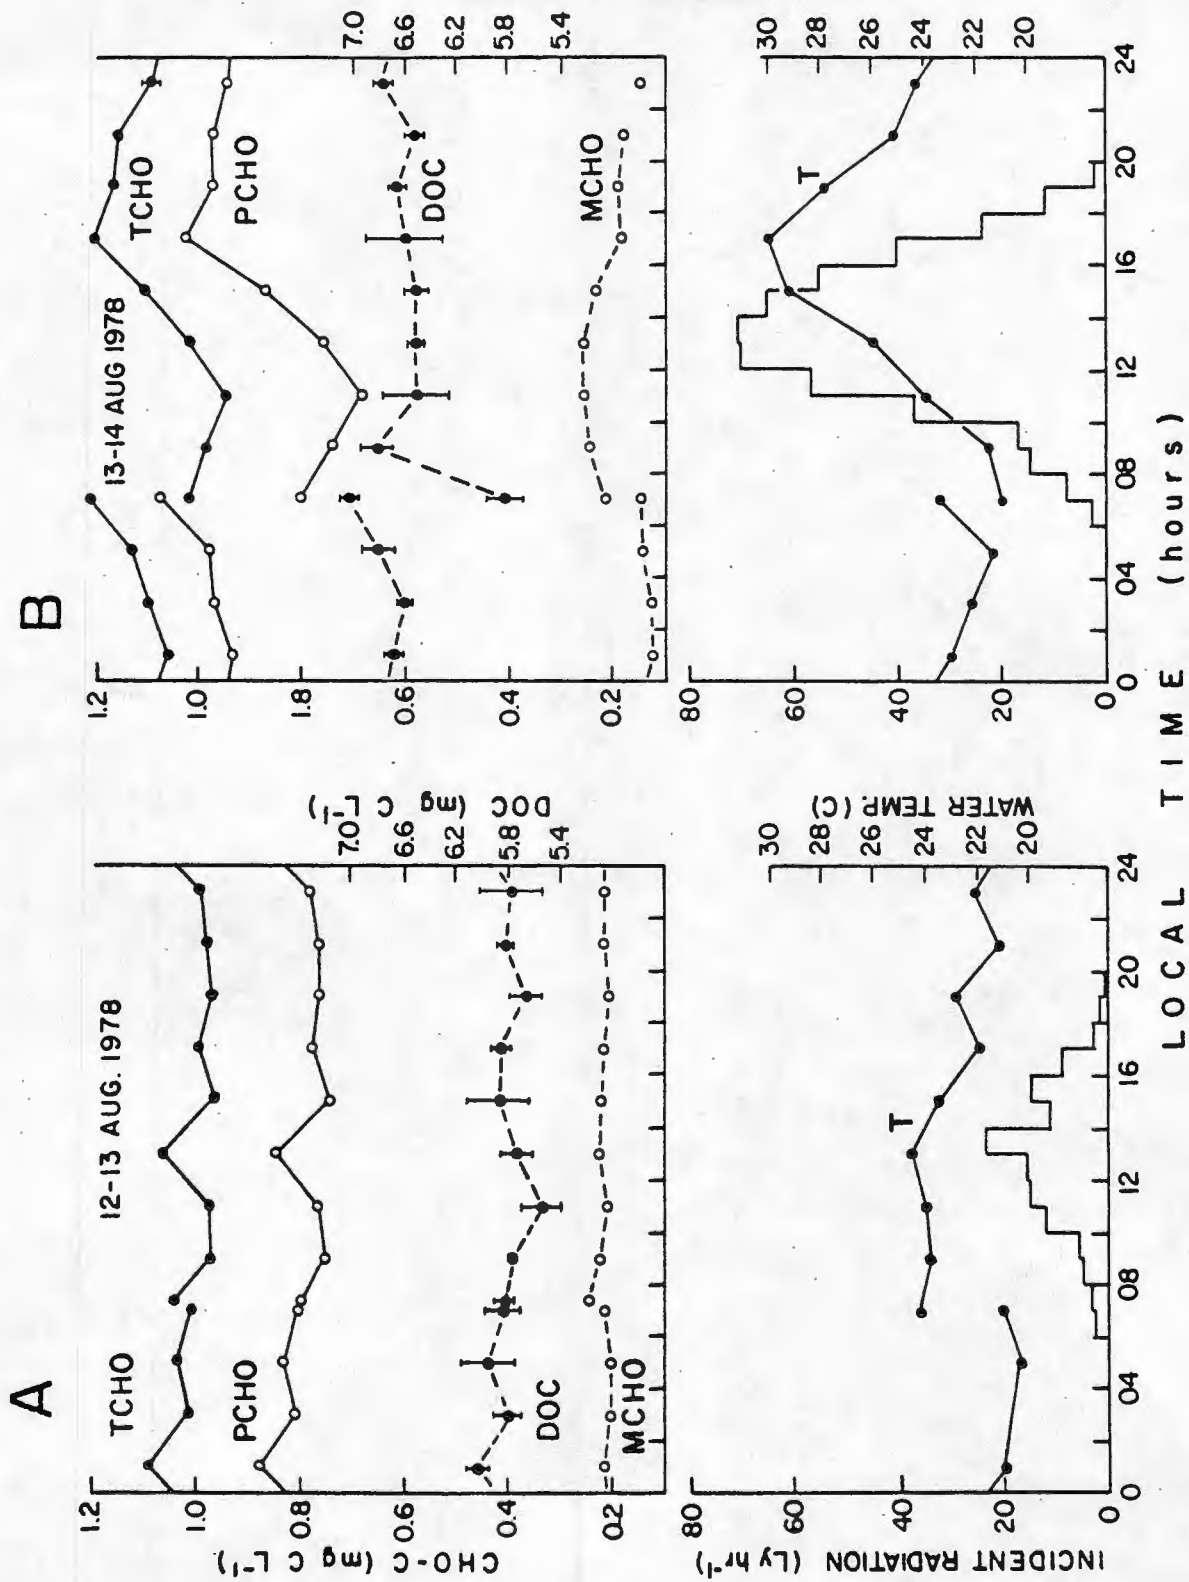 A
B
12-13 AUG. 1978
13-14 AUG 1978
TCHO
PCHO
DOC
MCHO
TCHO
PCHO
DOC
MCHO
CHO-C (mg C L⁻¹)
1.2
1.0
0.8
0.6
0.4
0.2
DOC (mg C L⁻¹)
7.0
6.6
6.2
5.8
5.4
1.2
1.0
1.8
0.6
0.4
7.0
6.6
6.2
5.8
5.4
INCIDENT RADIATION (Ly hr⁻¹)
80
60
40
20
0
WATER TEMP. (C)
30
28
26
24
22
20
T
80
60
40
20
0
30
28
26
24
22
20
T
0 04 08 12 16 20 24
0 04 08 12 16 20 24
LOCAL TIME (hours)